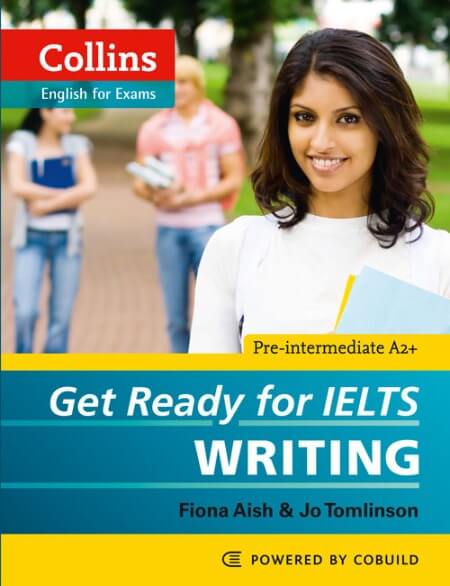 Collins
English for Exams
Pre-intermediate A2+
Get Ready for IELTS
WRITING
Fiona Aish & Jo Tomlinson
POWERED BY COBUILD